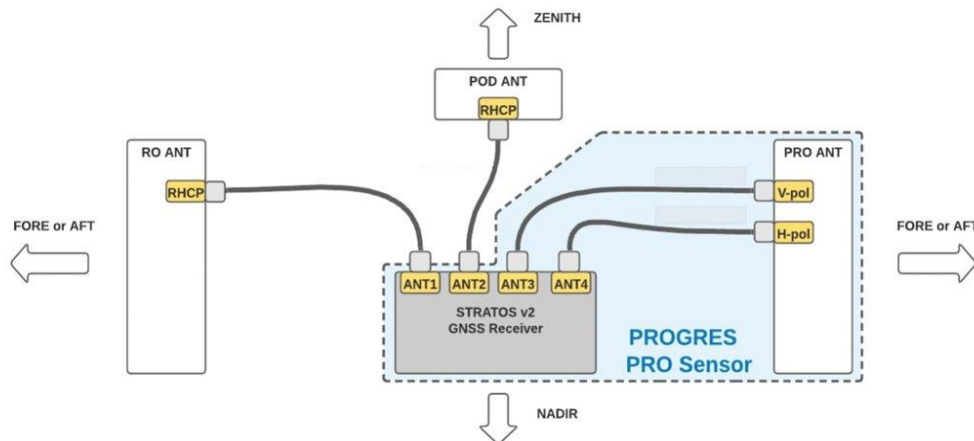 ZENITH
POD ANT
RHCP
RO ANT
RHCP
PRO ANT
V-pol
H-pol
FORE or AFT
FORE or AFT
ANT1
ANT2
ANT3
ANT4
STRATOS v2
GNSS Receiver
PROGRES
PRO Sensor
NADIR